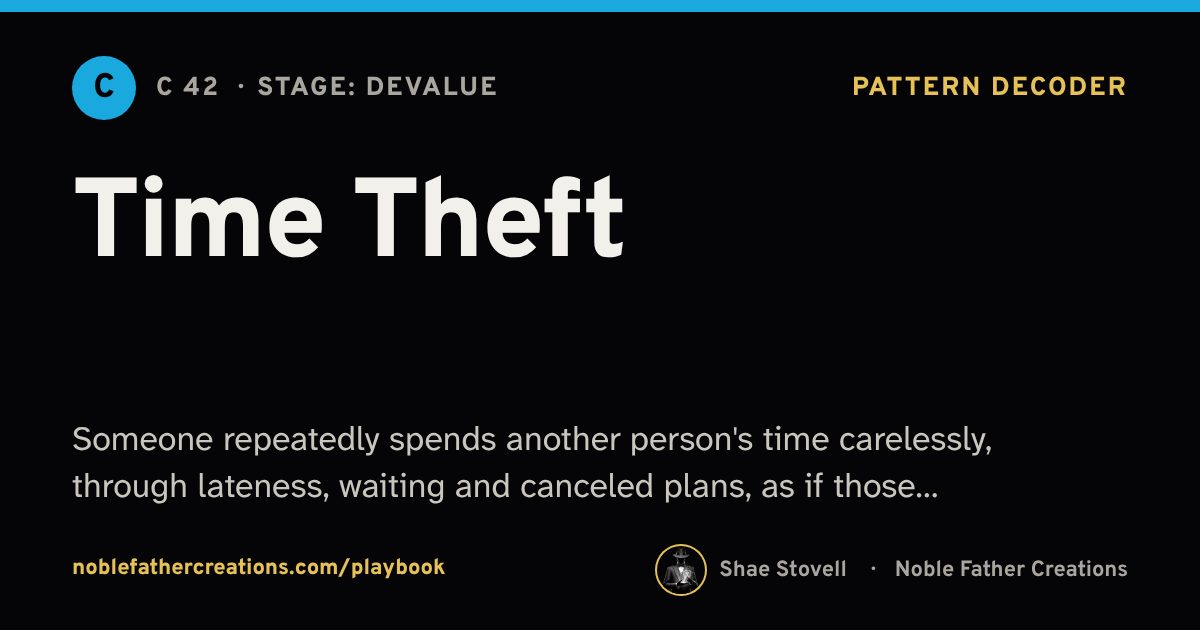 C C 42 · STAGE: DEVALUE PATTERN DECODER
Time Theft
Someone repeatedly spends another person's time carelessly,
through lateness, waiting and canceled plans, as if those...
noblefathercreations.com/playbook Shae Stovell · Noble Father Creations